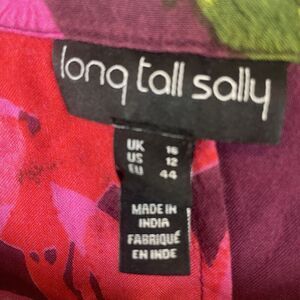 long tall sally
UK 16
US 12
EU 44
MADE IN
INDIA
FABRIQUÉ
EN INDE